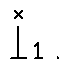 ×
⊥₁ .